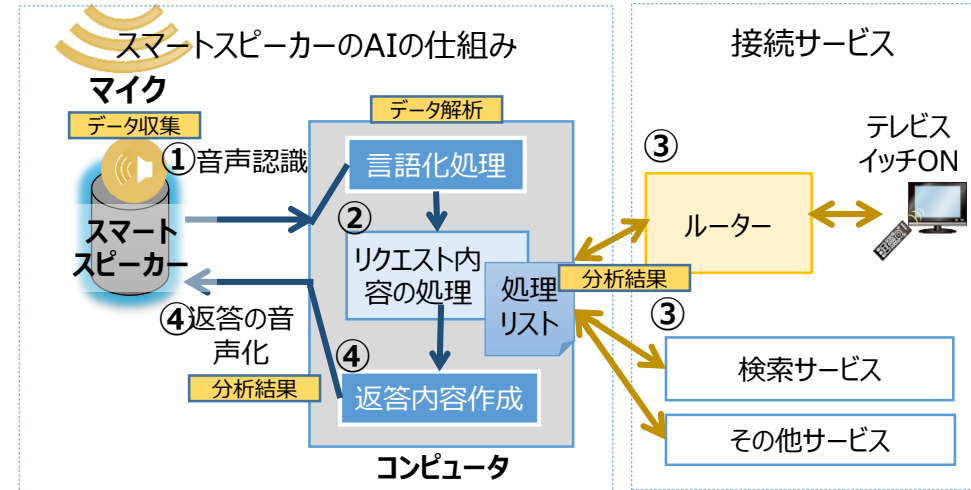 スマートスピーカーのAIの仕組み
マイク
データ収集
①音声認識
スマート
スピーカー
④返答の音
声化
分析結果
データ解析
言語化処理
②
リクエスト内
容の処理
処理
リスト
④
返答内容作成
コンピュータ
接続サービス
③
ルーター
テレビス
イッチON
分析結果
③
検索サービス
その他サービス